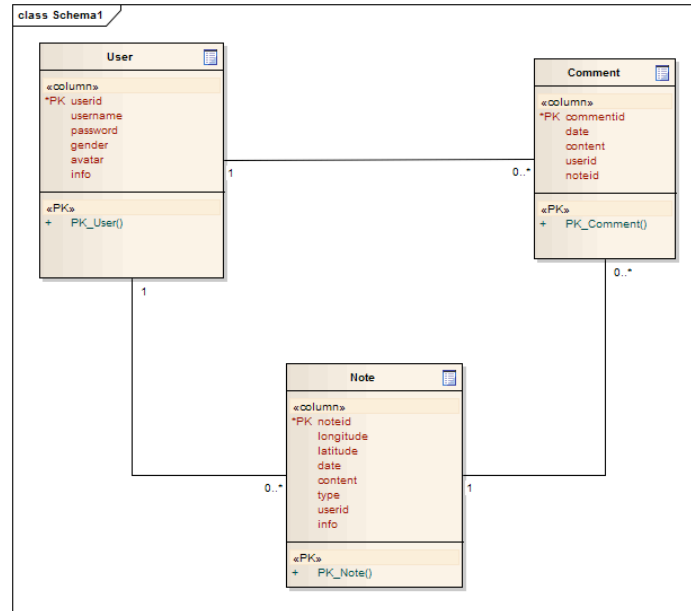 class Schema1
User
«column»
*PK userid
username
password
gender
avatar
info
«PK»
+ PK_User()
Comment
«column»
*PK commentid
date
content
userid
noteid
«PK»
+ PK_Comment()
1
0..*
1
0..*
Note
«column»
*PK noteid
longitude
latitude
date
content
type
userid
info
«PK»
+ PK_Note()
0..*
1